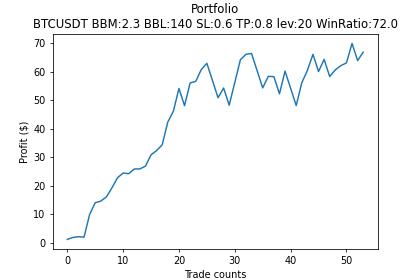 Portfolio
BTCUSDT BBM:2.3 BBL:140 SL:0.6 TP:0.8 lev:20 WinRatio:72.0
70
60
50
40
30
20
10
0
Profit ($)
0 10 20 30 40 50
Trade counts